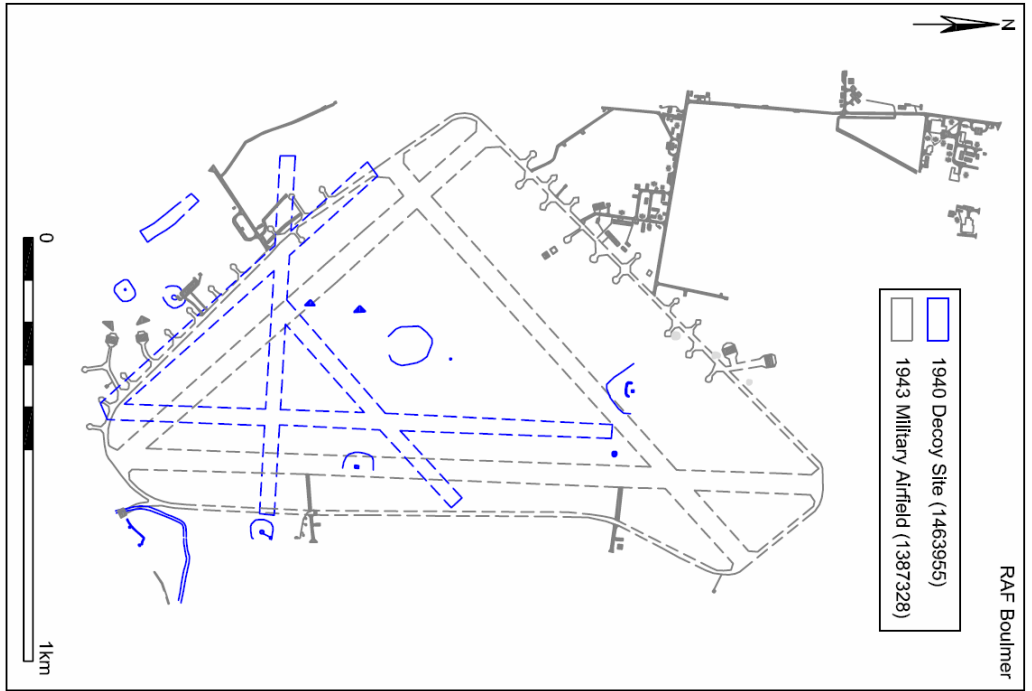 RAF Boulmer
1940 Decoy Site (1463955)
1943 Military Airfield (1387328)
N
0
1km